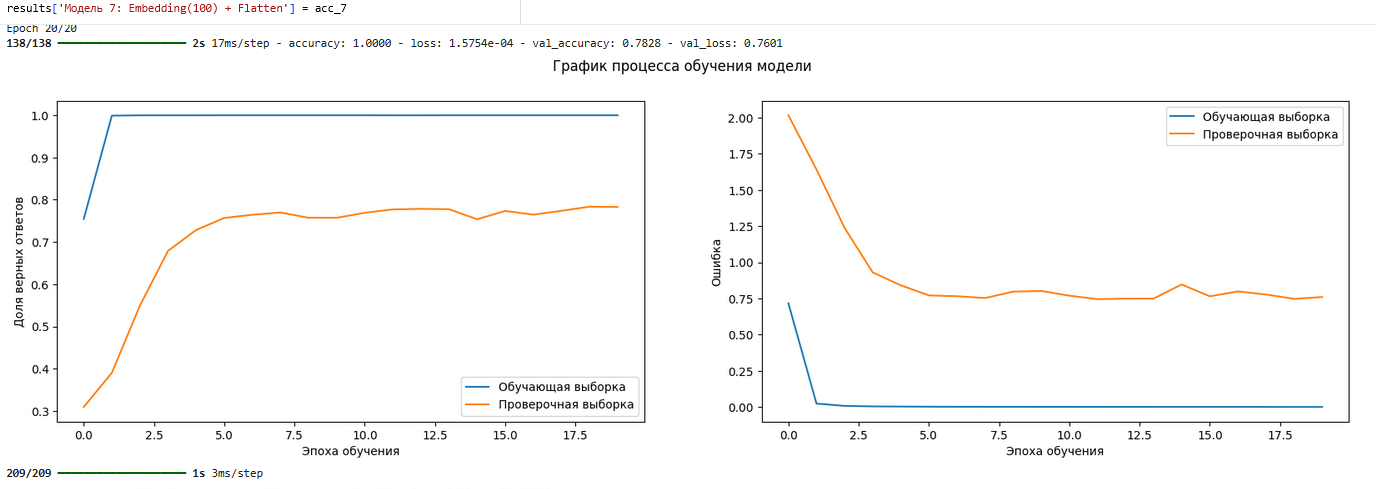 results['Модель 7: Embedding(100) + Flatten'] = acc_7
Epoch 20/20
138/138 ━━━━━━━━━━━━━━━━━━━━ 2s 17ms/step - accuracy: 1.0000 - loss: 1.5754e-04 - val_accuracy: 0.7828 - val_loss: 0.7601
График процесса обучения модели
Доля верных ответов
1.0
0.9
0.8
0.7
0.6
0.5
0.4
0.3
Обучающая выборка
Проверочная выборка
0.0 2.5 5.0 7.5 10.0 12.5 15.0 17.5
Эпоха обучения
Ошибка
2.00
1.75
1.50
1.25
1.00
0.75
0.50
0.25
0.00
Обучающая выборка
Проверочная выборка
0.0 2.5 5.0 7.5 10.0 12.5 15.0 17.5
Эпоха обучения
209/209 ━━━━━━━━━━━━━━━━━━━━ 1s 3ms/step